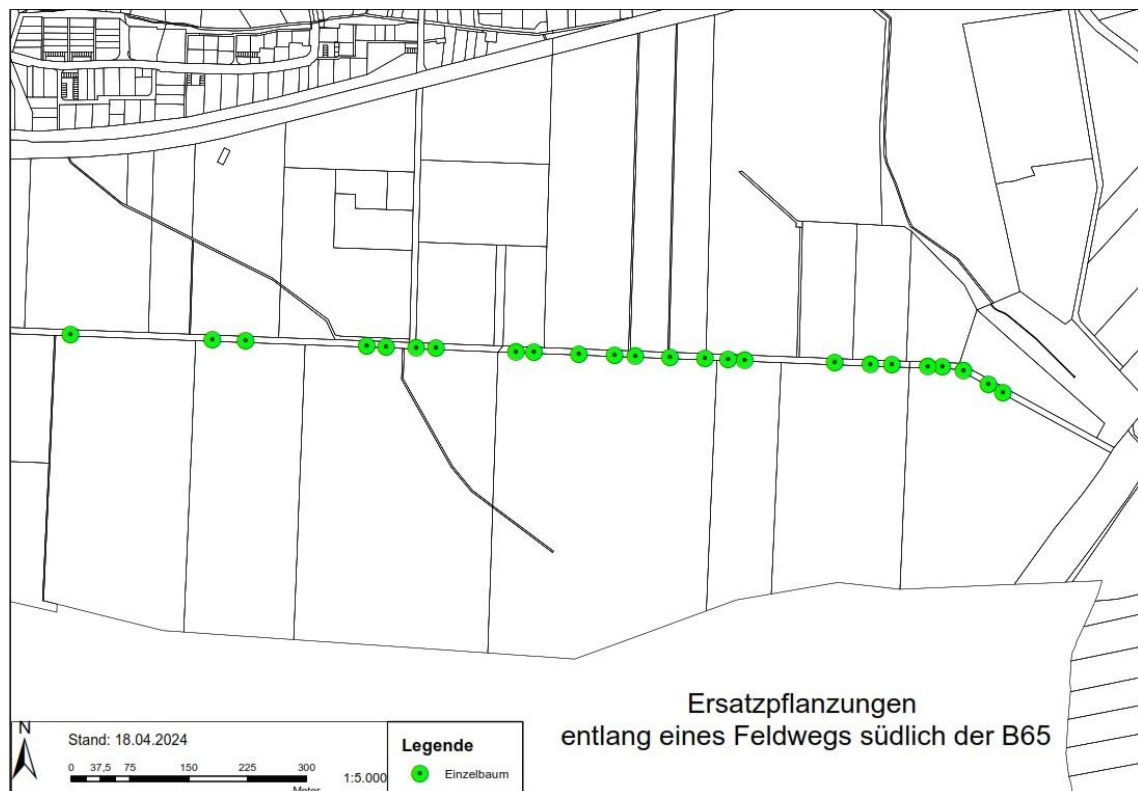 Ersatzpflanzungen
entlang eines Feldwegs südlich der B65
N
Stand: 18.04.2024
0 37,5 75 150 225 300
Meter
1:5.000
Legende
Einzelbaum